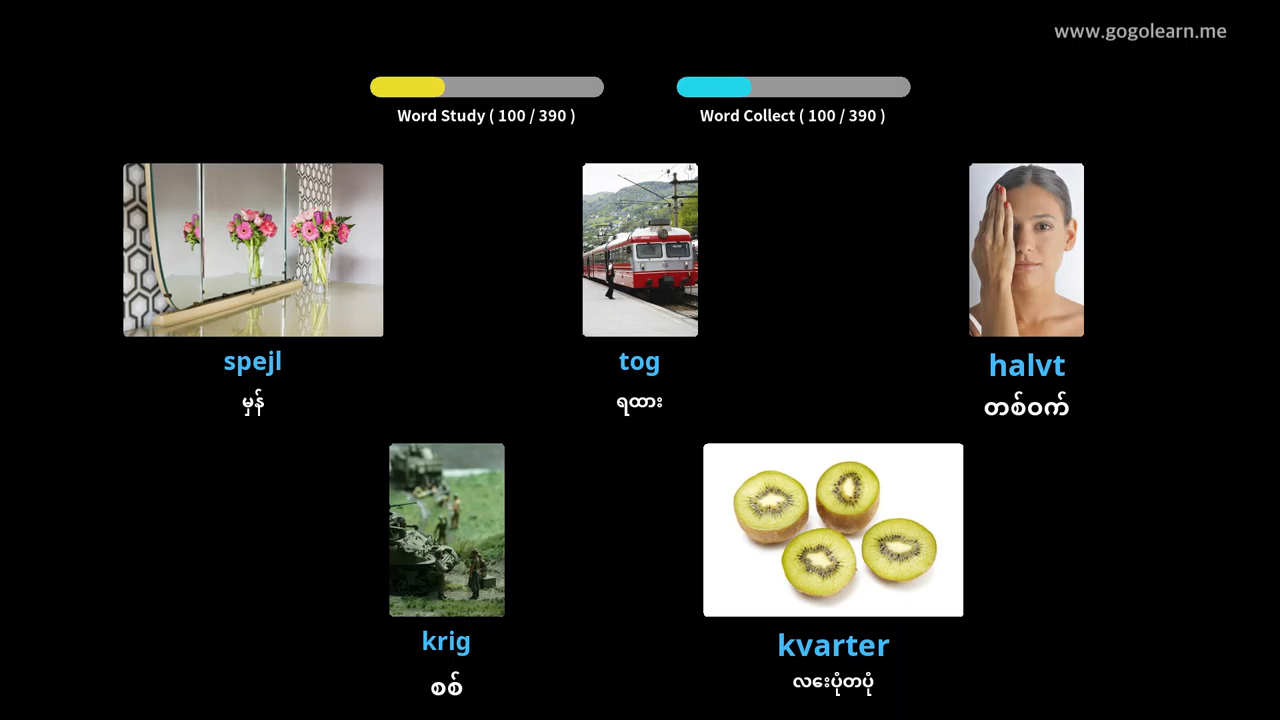 www.gogolearn.me
Word Study ( 100 / 390 )
Word Collect ( 100 / 390 )
spejl
မှန်
tog
ရထား
halvt
တစ်ဝက်
krig
စစ်
kvarter
လေးပုံတပုံ